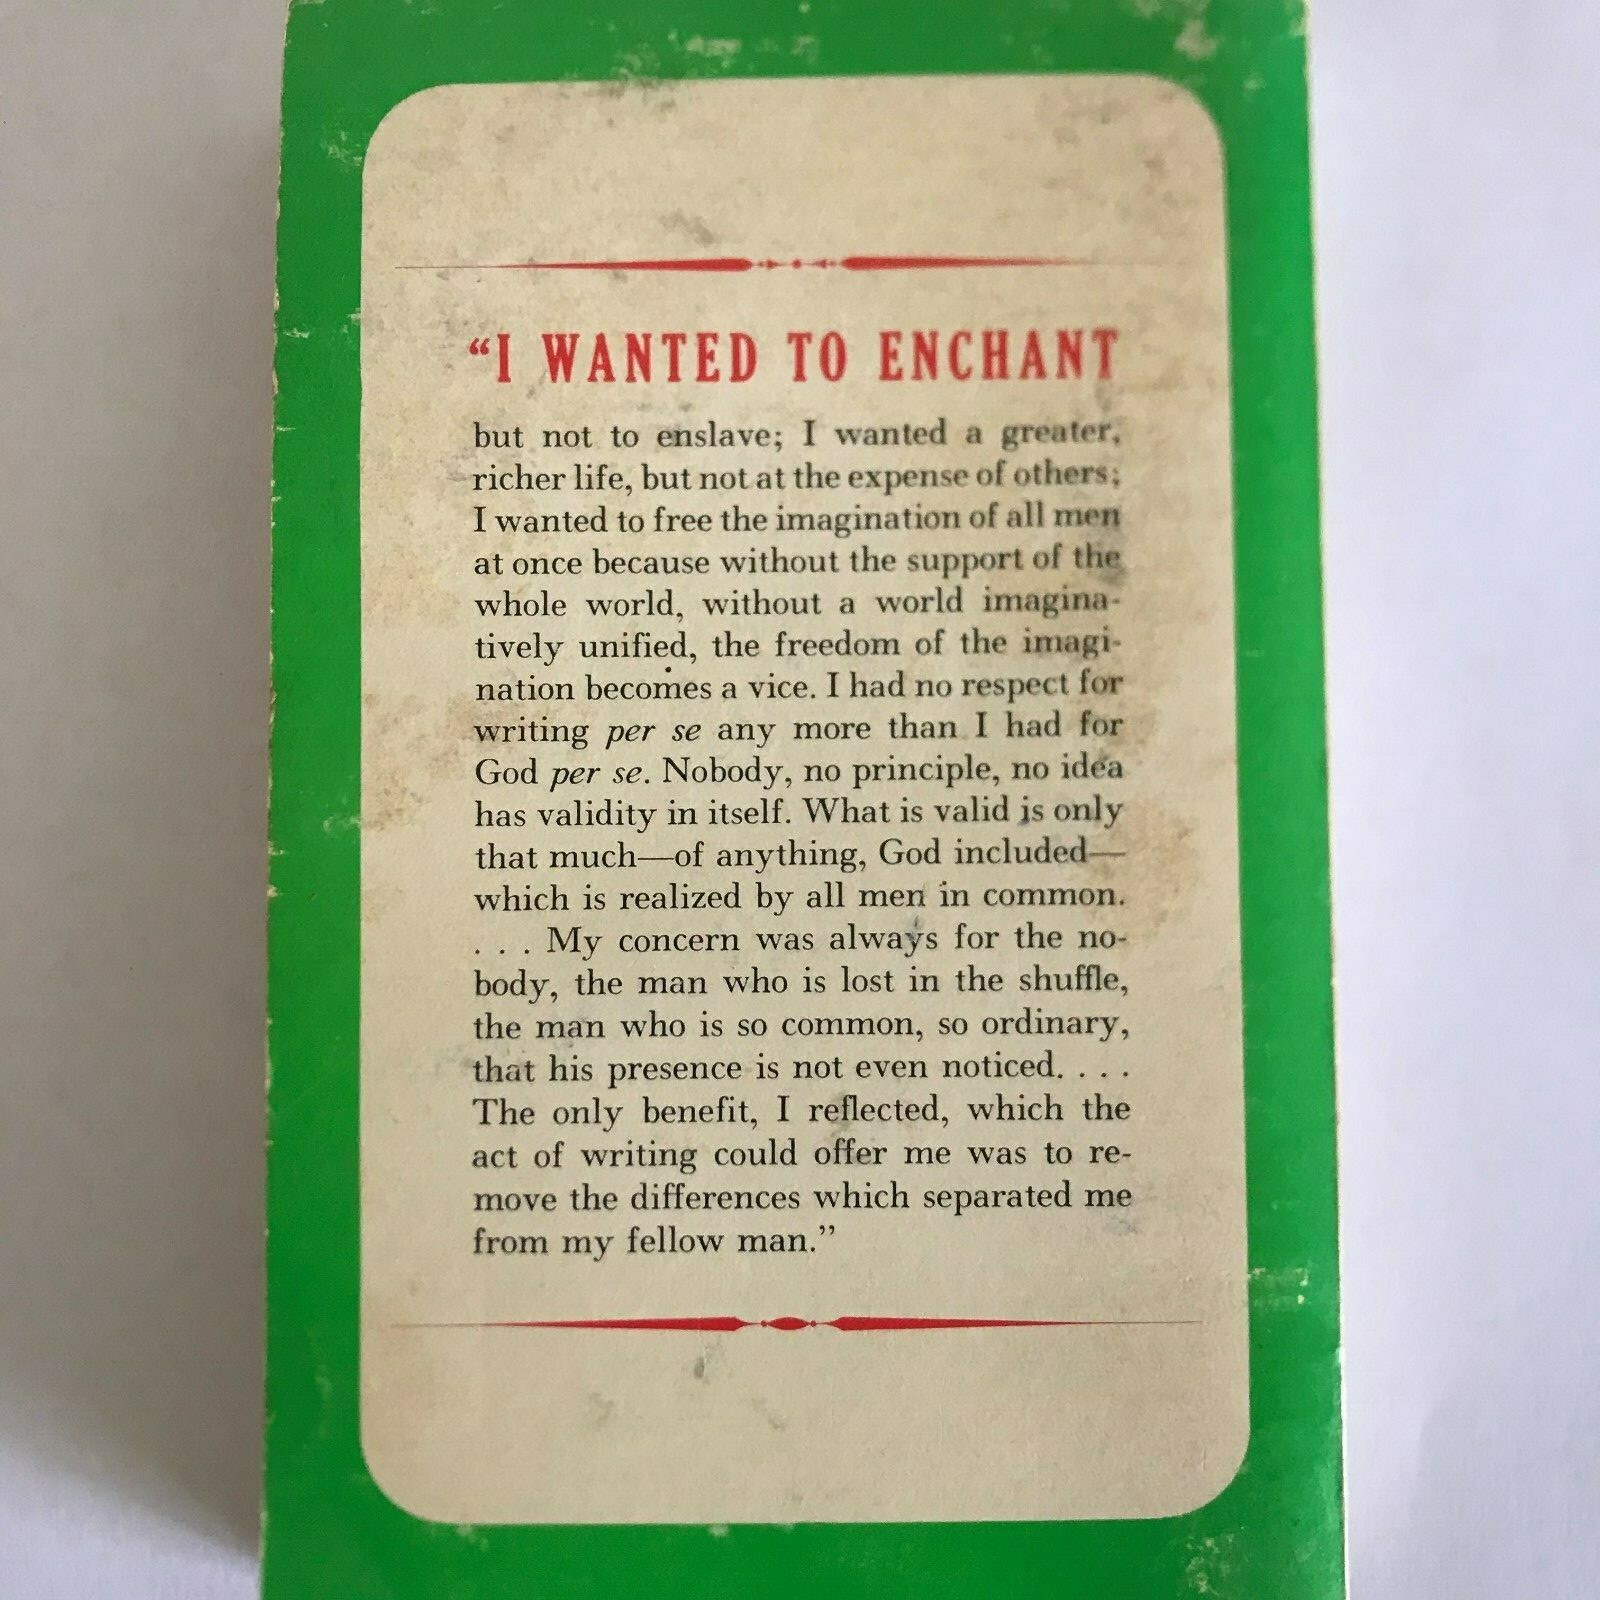 “I WANTED TO ENCHANT
but not to enslave; I wanted a greater,
richer life, but not at the expense of others;
I wanted to free the imagination of all men
at once because without the support of the
whole world, without a world imagina-
tively unified, the freedom of the imagi-
nation becomes a vice. I had no respect for
writing per se any more than I had for
God per se. Nobody, no principle, no idea
has validity in itself. What is valid is only
that much—of anything, God included—
which is realized by all men in common.
. . . My concern was always for the no-
body, the man who is lost in the shuffle,
the man who is so common, so ordinary,
that his presence is not even noticed. . . .
The only benefit, I reflected, which the
act of writing could offer me was to re-
move the differences which separated me
from my fellow man.”